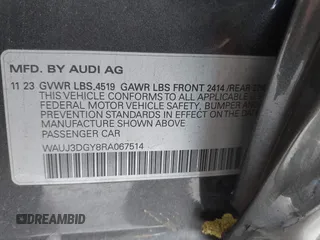 MFD. BY AUDI AG
11 23 GVWR LBS.4519 GAWR LBS FRONT 2414 /REAR
THIS VEHICLE CONFORMS TO ALL APPLICABLE
FEDERAL MOTOR VEHICLE SAFETY, BUMPER AND
PREVENTION STANDARDS IN EFFECT ON THE DATE OF
MANUFACTURE SHOWN ABOVE.
PASSENGER CAR
WAUJ3DGY8RA067514
DREAMBID